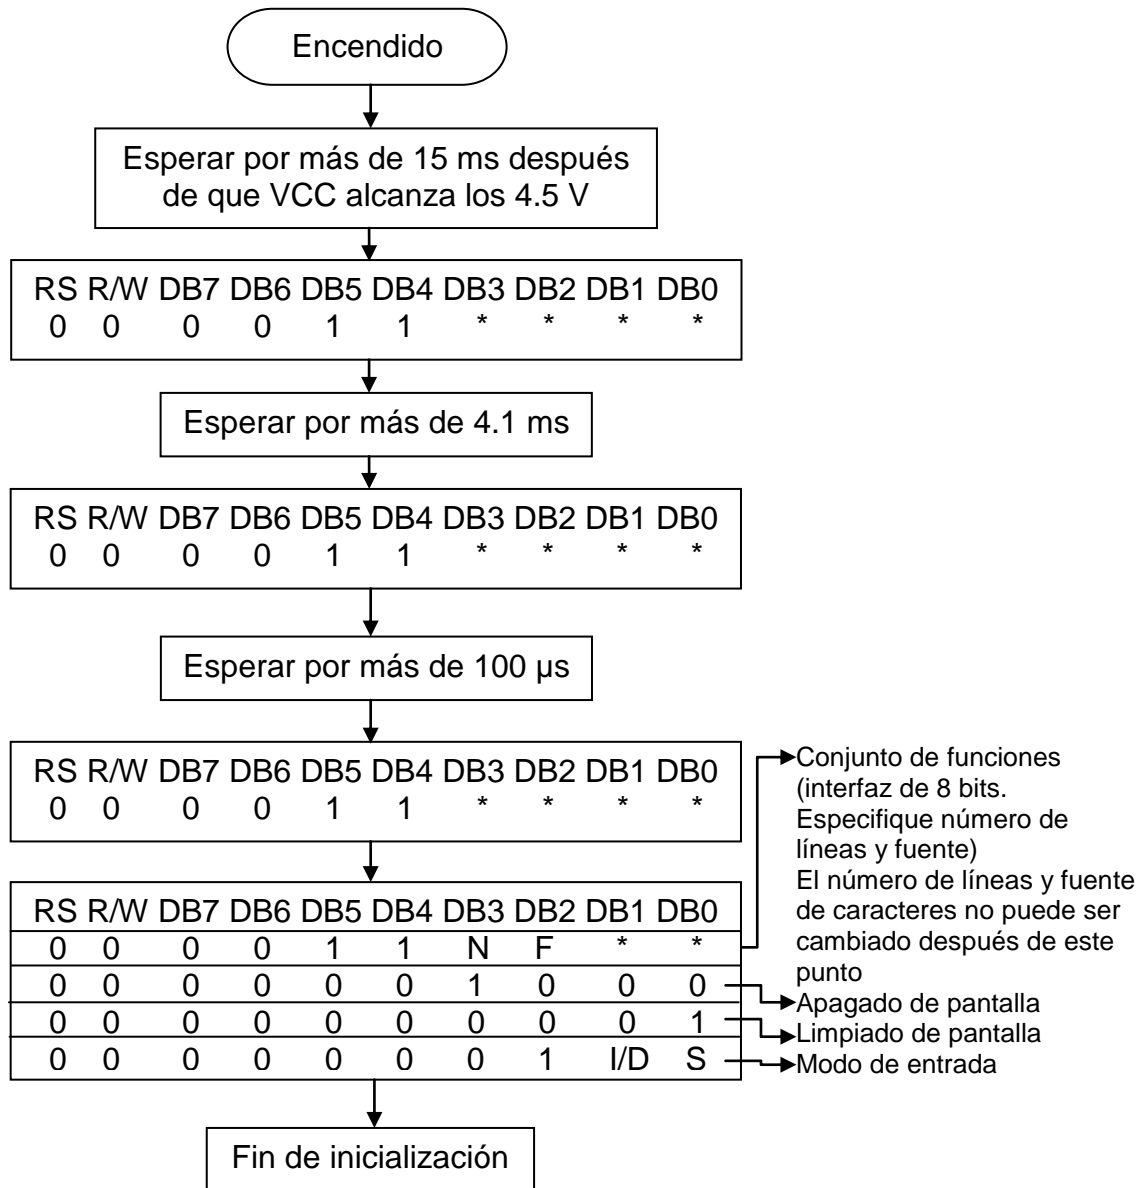 Encendido
Esperar por más de 15 ms después
de que VCC alcanza los 4.5 V
RS R/W DB7 DB6 DB5 DB4 DB3 DB2 DB1 DB0
0 0 0 0 1 1 * * * *
Esperar por más de 4.1 ms
RS R/W DB7 DB6 DB5 DB4 DB3 DB2 DB1 DB0
0 0 0 0 1 1 * * * *
Esperar por más de 100 µs
RS R/W DB7 DB6 DB5 DB4 DB3 DB2 DB1 DB0
0 0 0 0 1 1 * * * *
RS R/W DB7 DB6 DB5 DB4 DB3 DB2 DB1 DB0
0 0 0 0 1 1 N F * *
0 0 0 0 0 0 1 0 0 0
0 0 0 0 0 0 0 0 0 1
0 0 0 0 0 0 0 1 I/D S
Conjunto de funciones
(interfaz de 8 bits.
Especifique número de
líneas y fuente)
El número de líneas y fuente
de caracteres no puede ser
cambiado después de este
punto
Apagado de pantalla
Limpiado de pantalla
Modo de entrada
Fin de inicialización